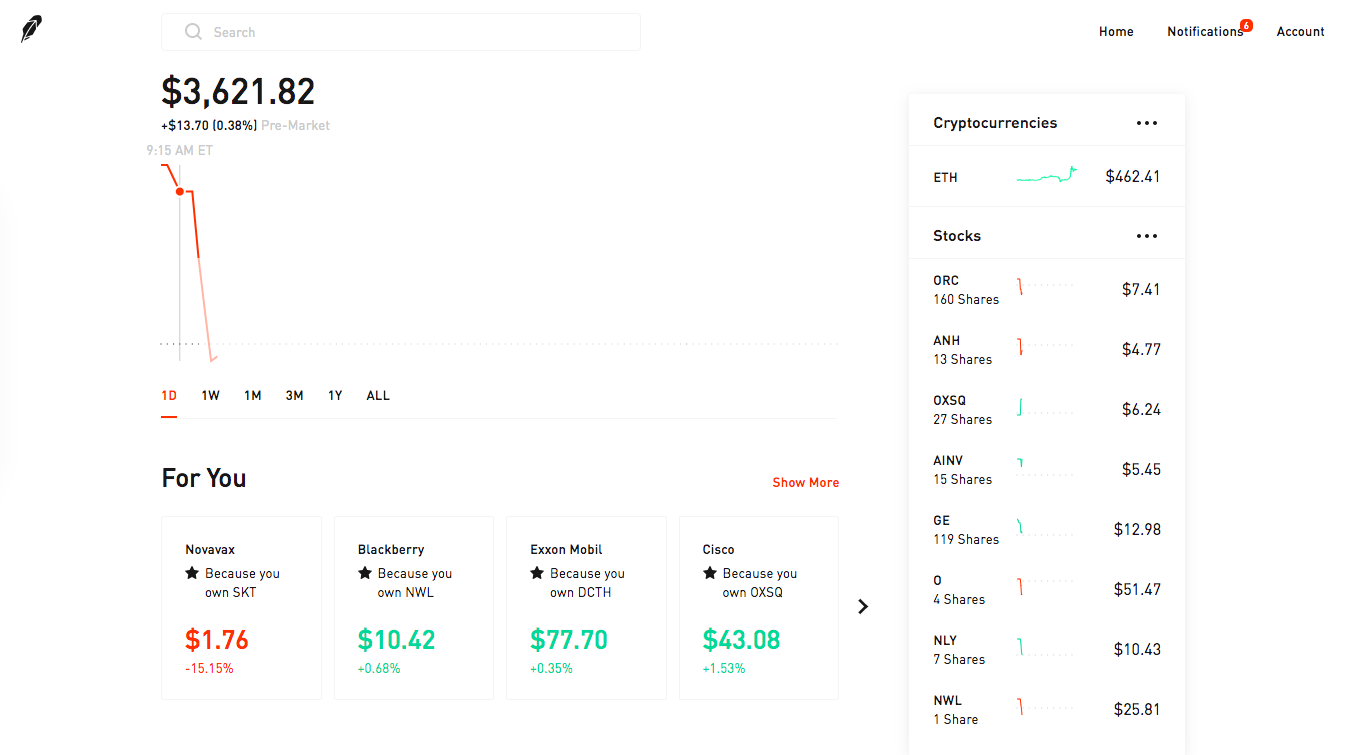 Search
Home
Notifications 6
Account
$3,621.82
+$13.70 (0.38%) Pre-Market
9:15 AM ET
1D 1W 1M 3M 1Y ALL
For You
Show More
Novavax
Because you
own SKT
$1.76
-15.15%
Blackberry
Because you
own NWL
$10.42
+0.68%
Exxon Mobil
Because you
own DCTH
$77.70
+0.35%
Cisco
Because you
own OXSQ
$43.08
+1.53%
Cryptocurrencies
ETH $462.41
Stocks
ORC
160 Shares
$7.41
ANH
13 Shares
$4.77
OXSQ
27 Shares
$6.24
AINV
15 Shares
$5.45
GE
119 Shares
$12.98
O
4 Shares
$51.47
NLY
7 Shares
$10.43
NWL
1 Share
$25.81